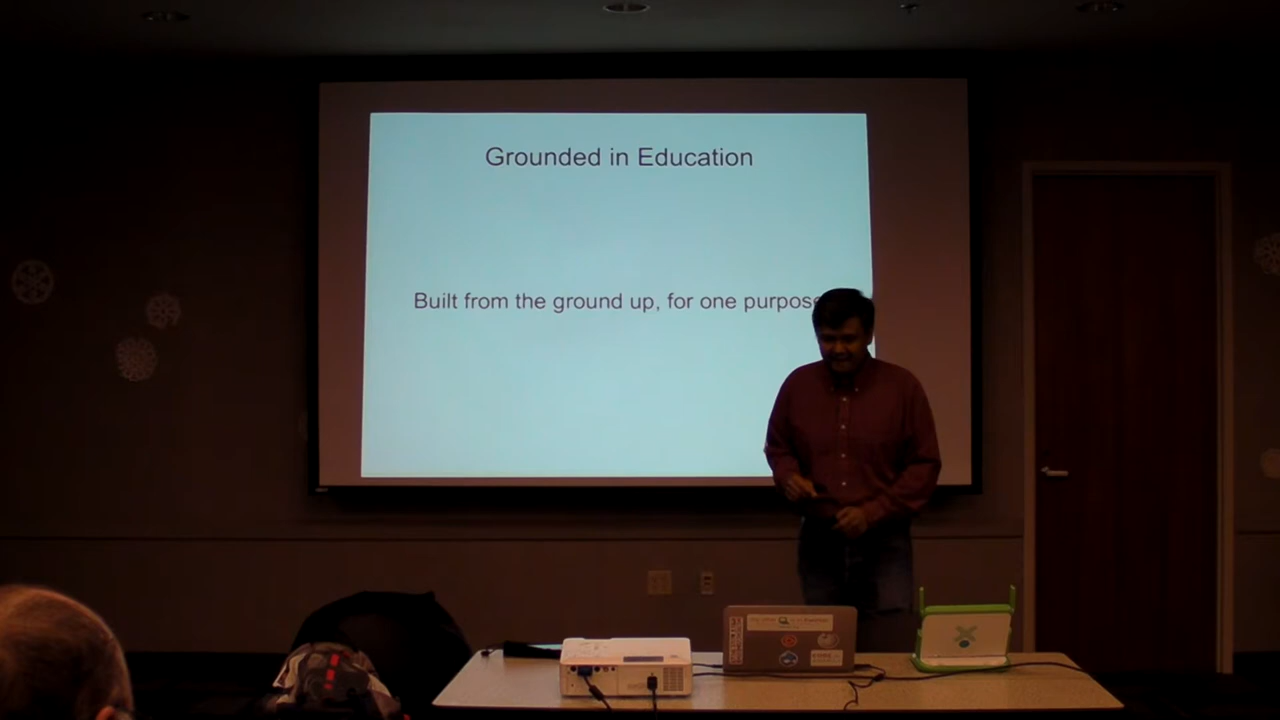 Grounded in Education
Built from the ground up, for one purpose